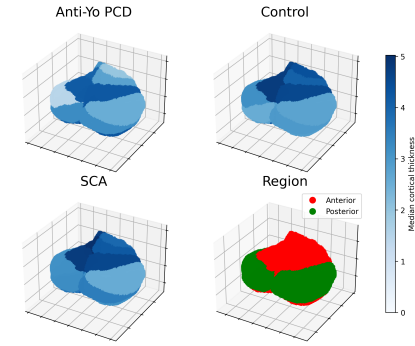 Anti-Yo PCD
Control
SCA
Region
Anterior
Posterior
5
4
3
2
1
0
Median cortical thickness